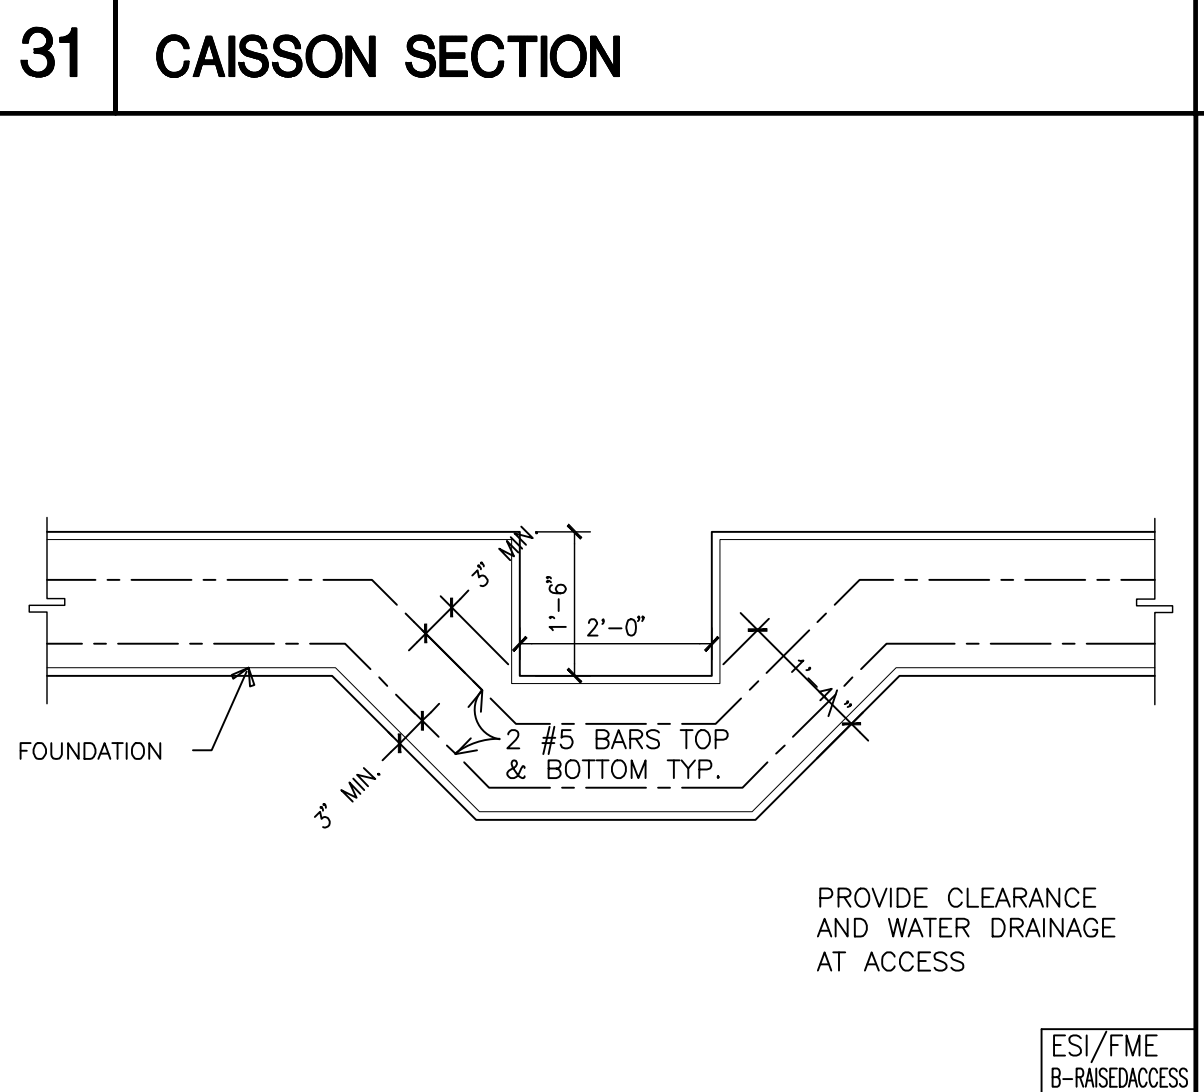 31 CAISSON SECTION
3" MIN.
1'-6"
2'-0"
1'-4"
FOUNDATION
2 #5 BARS TOP
& BOTTOM TYP.
3" MIN.
PROVIDE CLEARANCE
AND WATER DRAINAGE
AT ACCESS
ESI/FME
B-RAISEDACCESS